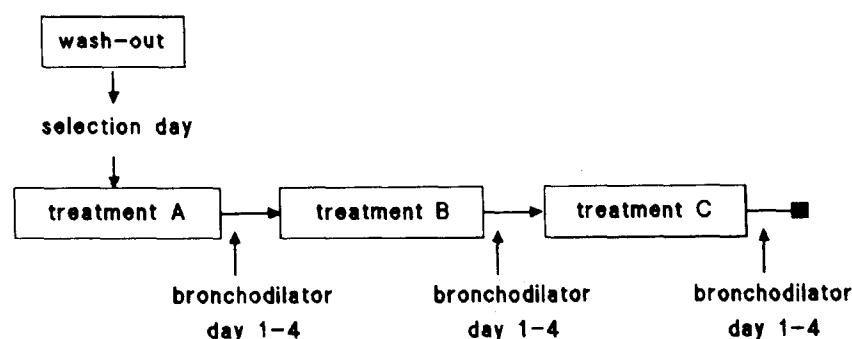 wash-out
selection day
treatment A
treatment B
treatment C
bronchodilator
day 1-4
bronchodilator
day 1-4
bronchodilator
day 1-4